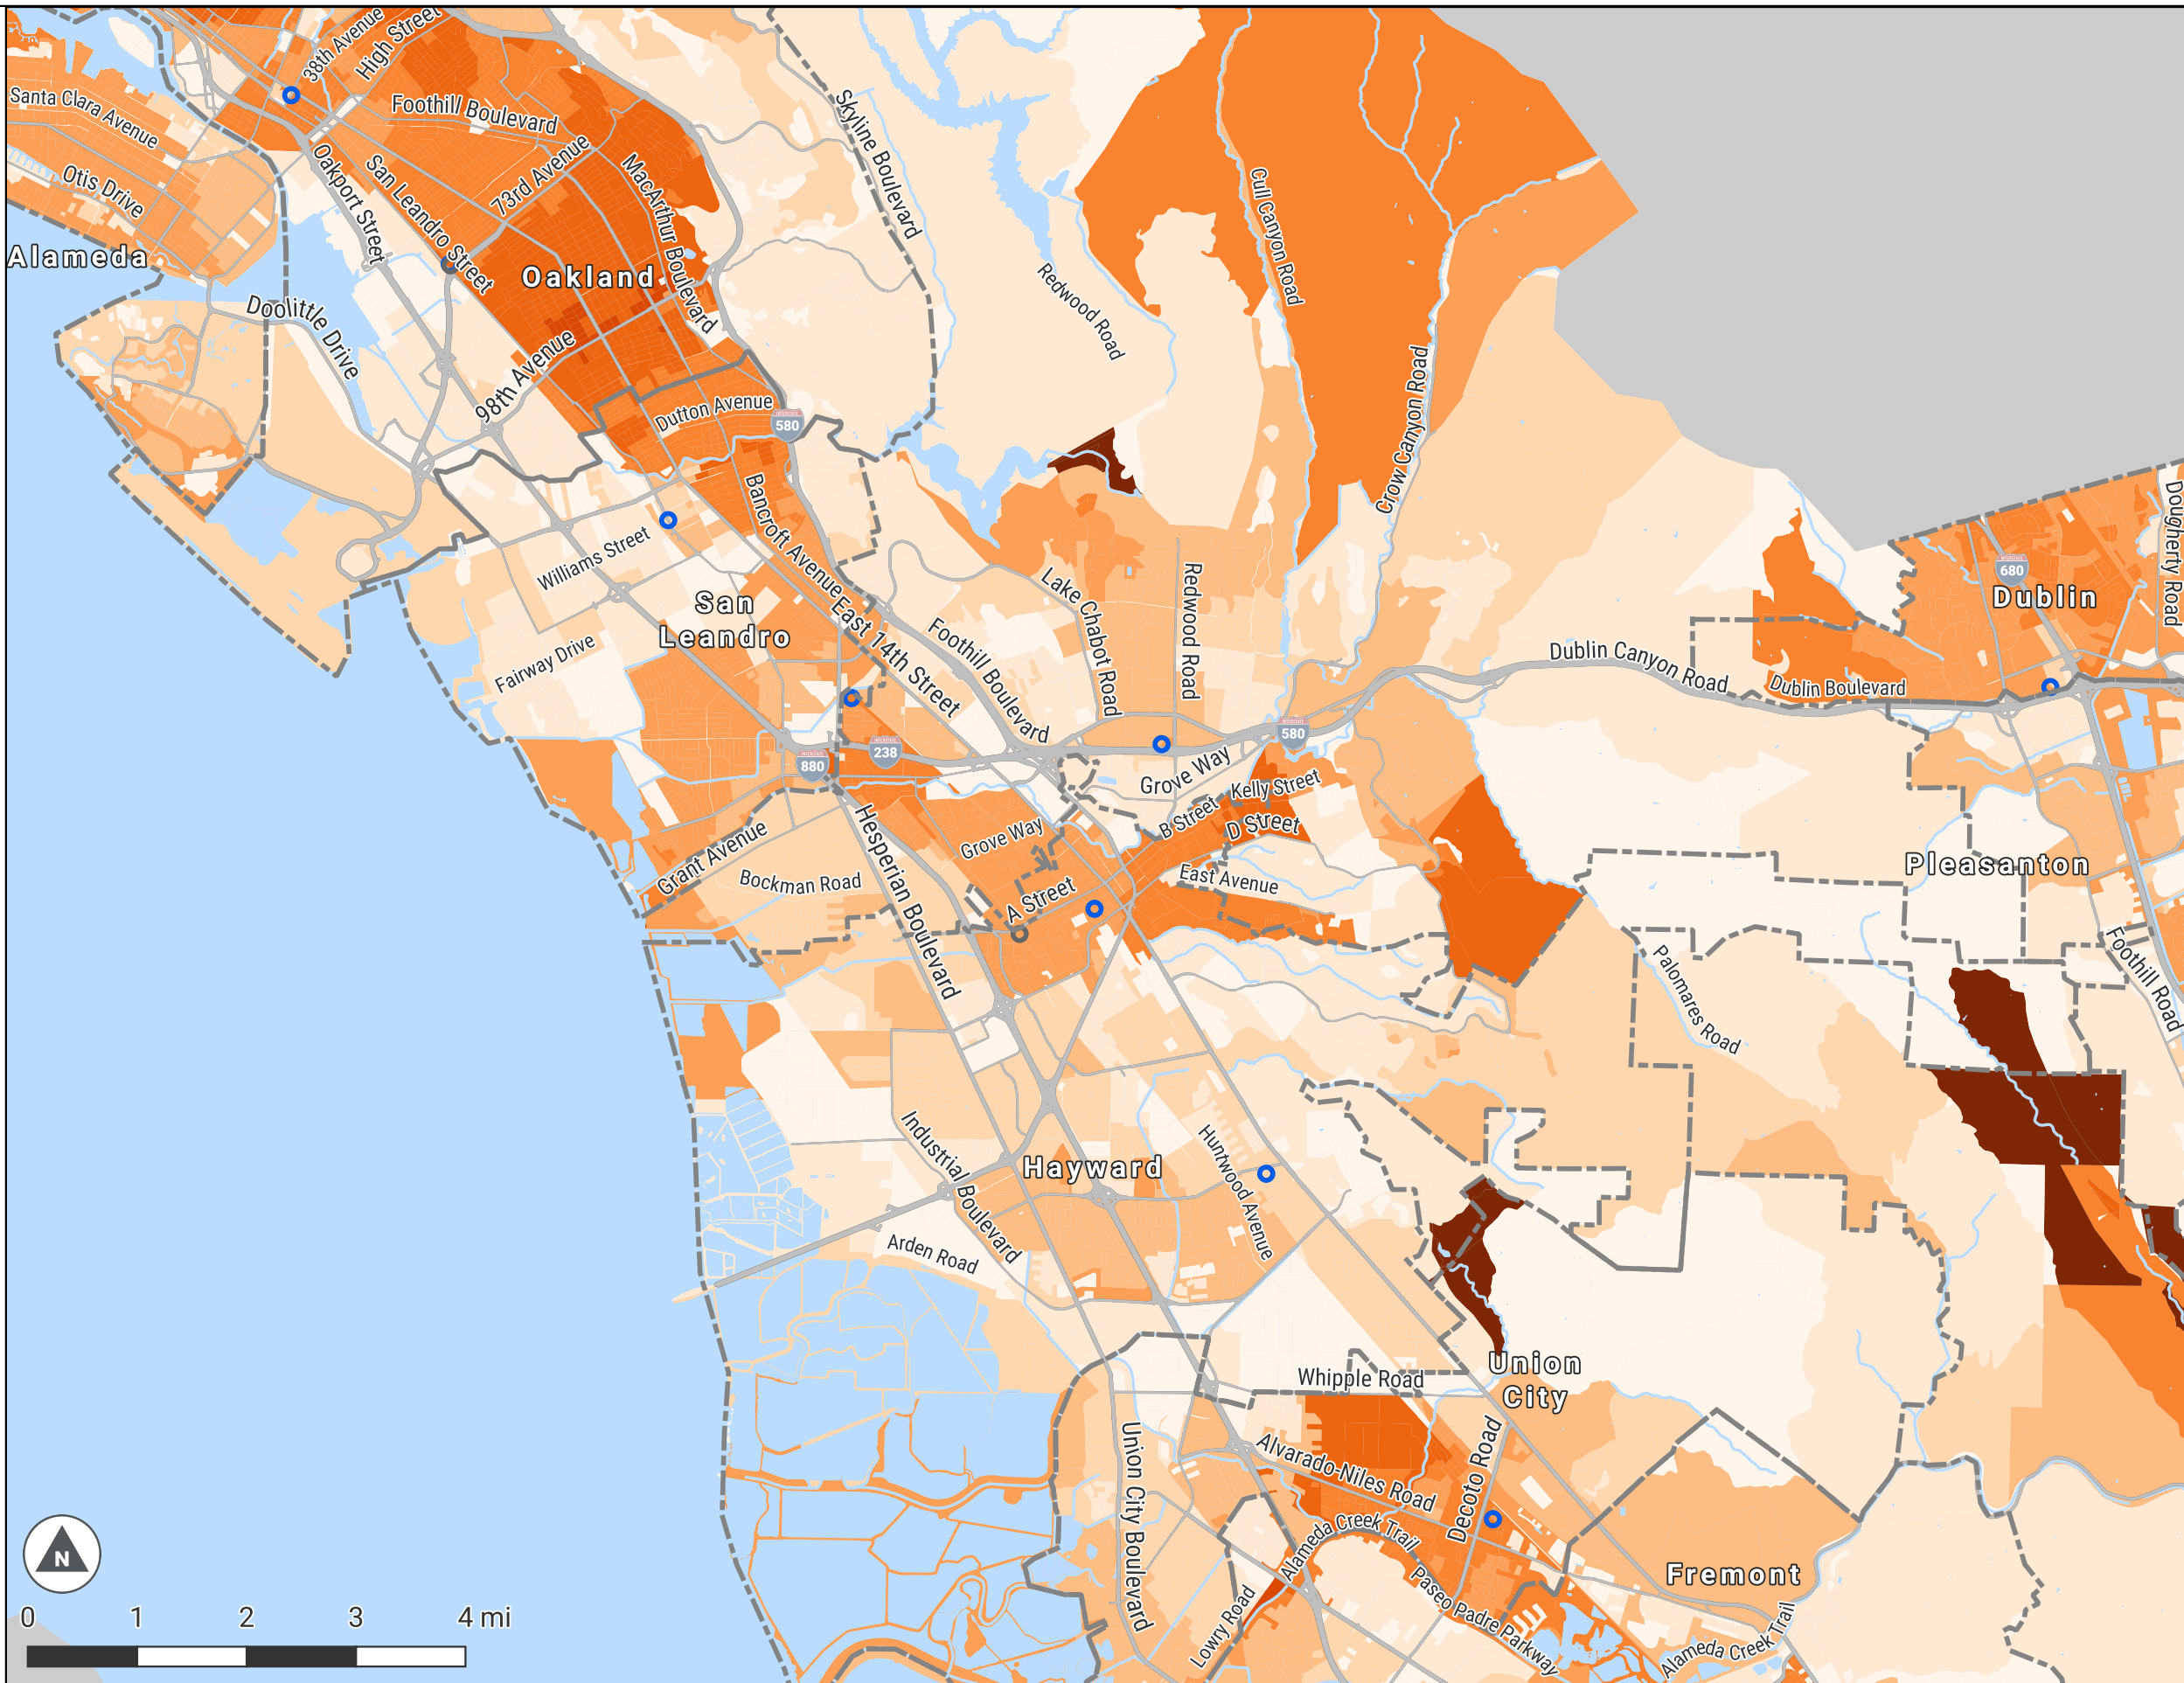 38th Avenue
High Street
Santa Clara Avenue
Foothill Boulevard
Skyline Boulevard
Otis Drive
Oakport Street
San Leandro Street
73rd Avenue
MacArthur Boulevard
Cull Canyon Road
Alameda
Oakland
Redwood Road
Doolittle Drive
98th Avenue
Crow Canyon Road
Dutton Avenue
INTERSTATE
580
Bancroft Avenue
Dougherty Road
Williams Street
INTERSTATE
680
Dublin
San
Leandro
East 14th Street
Lake Chabot Road
Redwood Road
Foothill Boulevard
Fairway Drive
Dublin Canyon Road
Dublin Boulevard
INTERSTATE
580
INTERSTATE
238
INTERSTATE
880
Grove Way
Kelly Street
B Street
D Street
Grove Way
Hesperian Boulevard
Grant Avenue
Bockman Road
A Street
East Avenue
Pleasanton
Foothill Road
Palomares Road
Industrial Boulevard
Hayward
Huntwood Avenue
Arden Road
Union
City
Whipple Road
Union City Boulevard
Alvarado-Niles Road
Decoto Road
Alameda Creek Trail
Lowry Road
Paseo Padre Parkway
Fremont
Alameda Creek Trail
N
0 1 2 3 4 mi